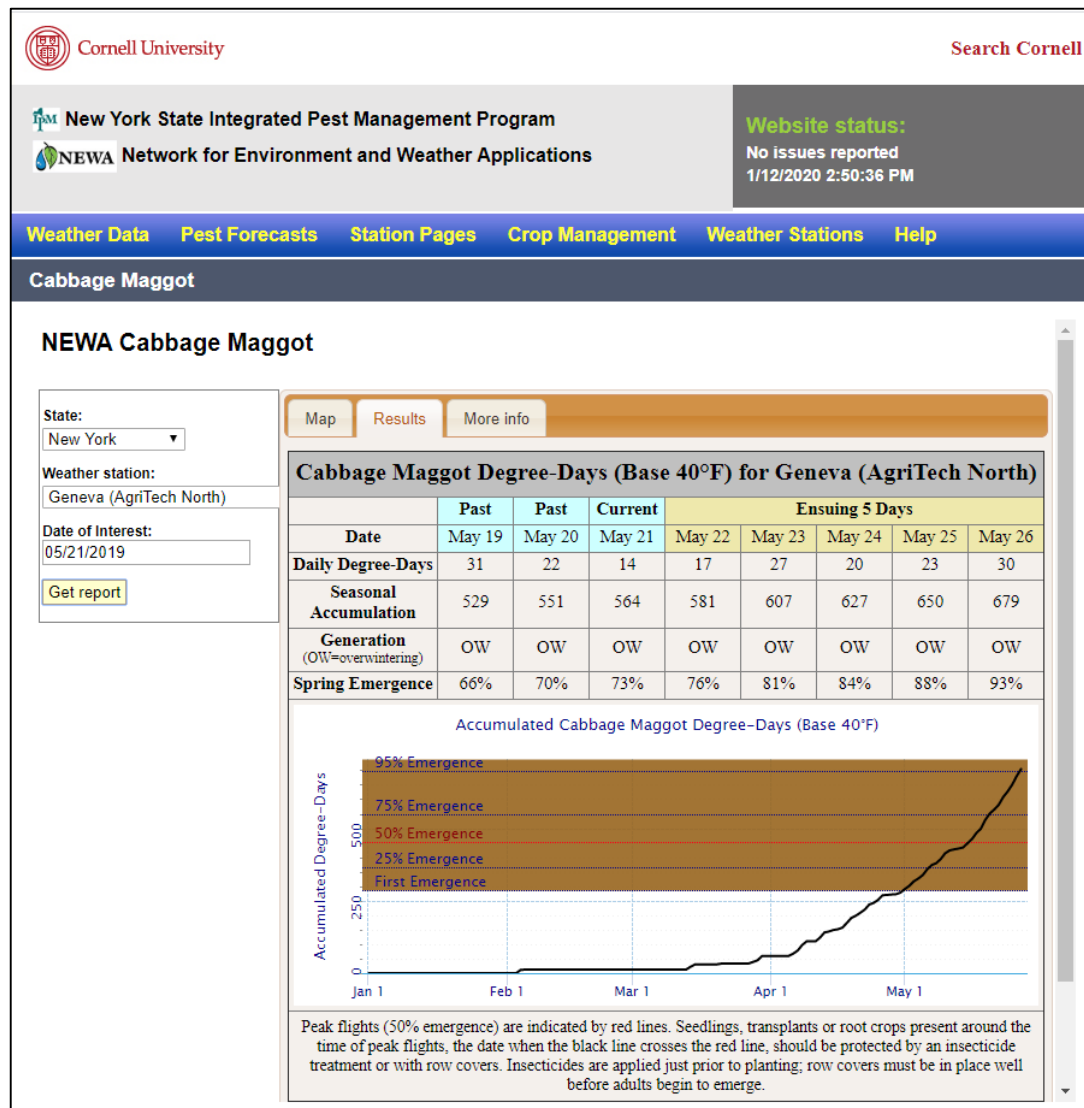 Cornell University
Search Cornell
IPM New York State Integrated Pest Management Program
NEWA Network for Environment and Weather Applications
Website status:
No issues reported
1/12/2020 2:50:36 PM
Weather Data Pest Forecasts Station Pages Crop Management Weather Stations Help
Cabbage Maggot
NEWA Cabbage Maggot
State:
New York
Weather station:
Geneva (AgriTech North)
Date of Interest:
05/21/2019
Get report
Map Results More info
Cabbage Maggot Degree-Days (Base 40°F) for Geneva (AgriTech North)
Past Past Current Ensuing 5 Days
Date May 19 May 20 May 21 May 22 May 23 May 24 May 25 May 26
Daily Degree-Days 31 22 14 17 27 20 23 30
Seasonal
Accumulation 529 551 564 581 607 627 650 679
Generation
(OW=overwintering) OW OW OW OW OW OW OW OW
Spring Emergence 66% 70% 73% 76% 81% 84% 88% 93%
Accumulated Cabbage Maggot Degree-Days (Base 40°F)
Accumulated Degree-Days
500
250
0
95% Emergence
75% Emergence
50% Emergence
25% Emergence
First Emergence
Jan 1 Feb 1 Mar 1 Apr 1 May 1
Peak flights (50% emergence) are indicated by red lines. Seedlings, transplants or root crops present around the
time of peak flights, the date when the black line crosses the red line, should be protected by an insecticide
treatment or with row covers. Insecticides are applied just prior to planting; row covers must be in place well
before adults begin to emerge.